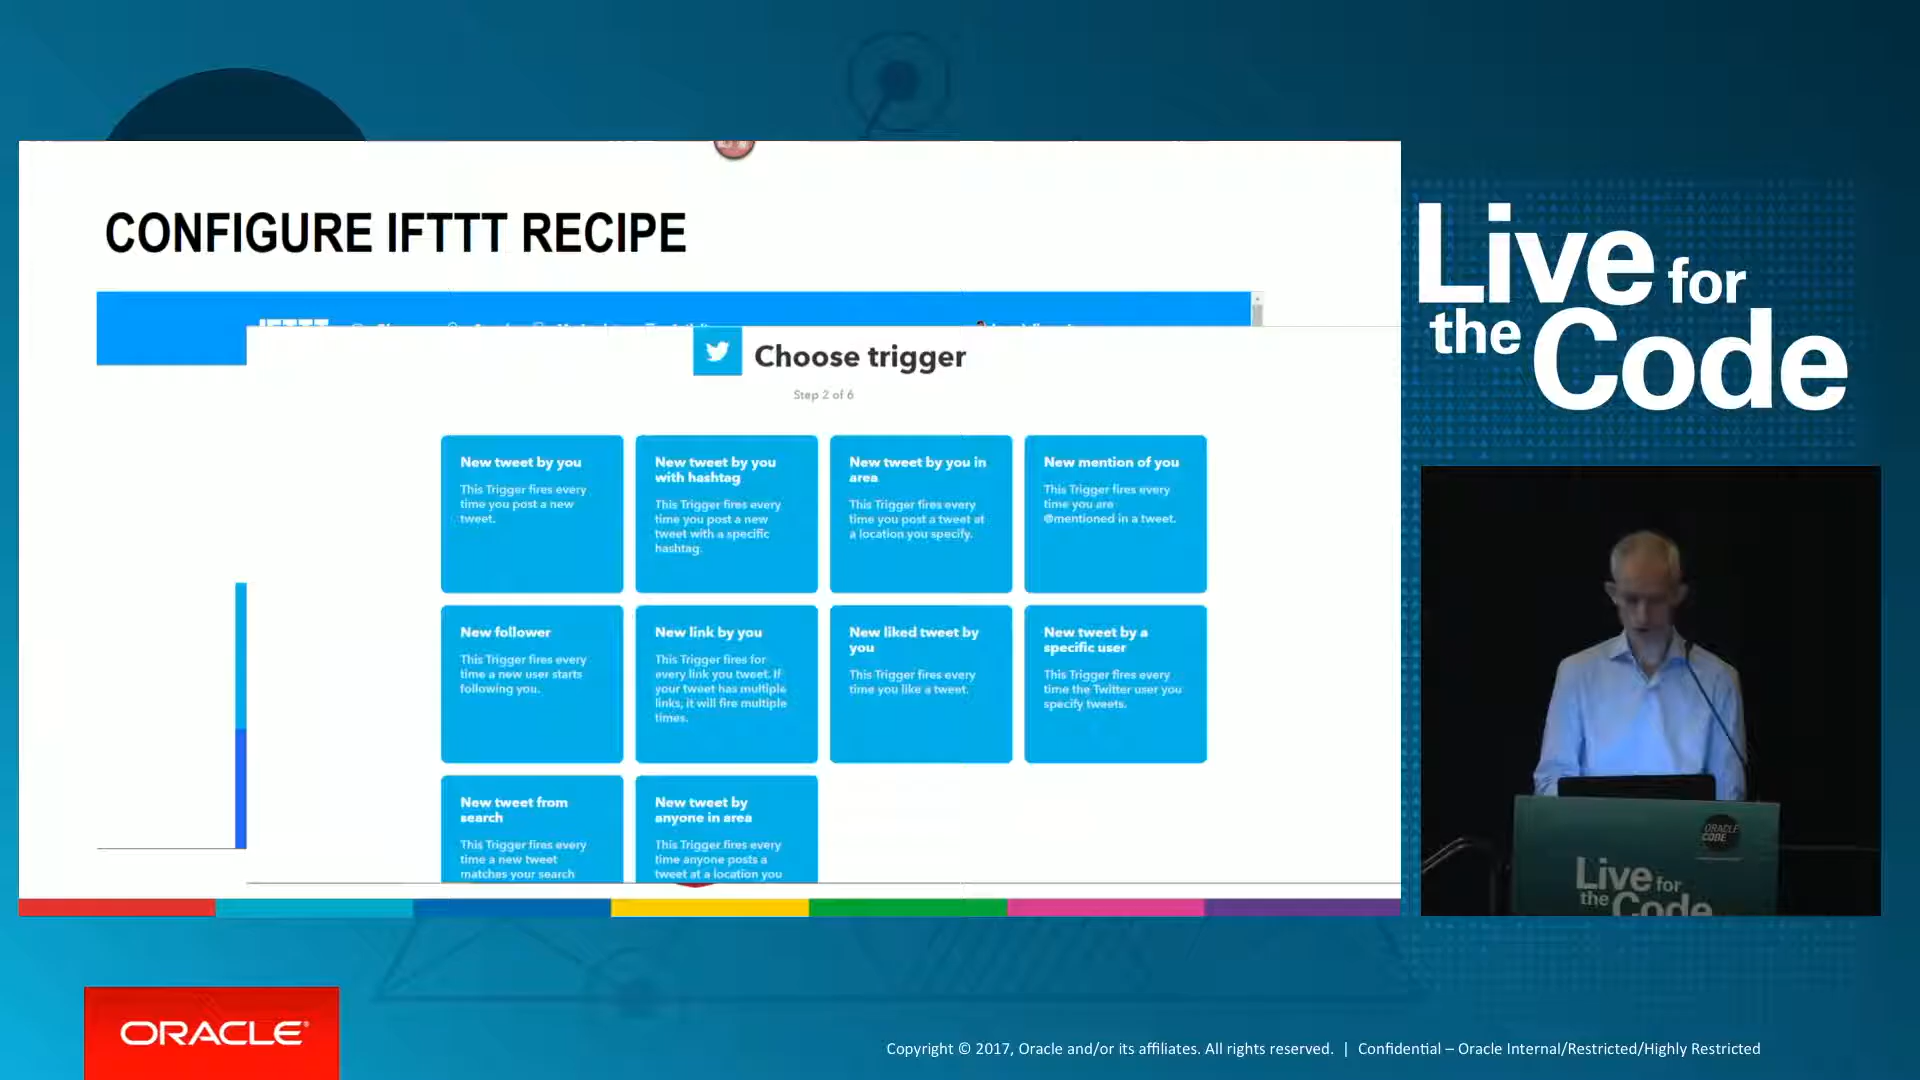 CONFIGURE IFTTT RECIPE
Choose trigger
Step 2 of 6
New tweet by you
This Trigger fires every
time you post a new
tweet.
New tweet by you
with hashtag
This Trigger fires every
time you post a new
tweet with a specific
hashtag.
New tweet by you in
area
This Trigger fires every
time you post a tweet at
a location you specify.
New mention of you
This Trigger fires every
time you are
@mentioned in a tweet.
New follower
This Trigger fires every
time a new user starts
following you.
New link by you
This Trigger fires for
every link you tweet. If
your tweet has multiple
links, it will fire multiple
times.
New liked tweet by
you
This Trigger fires every
time you like a tweet.
New tweet by a
specific user
This Trigger fires every
time the Twitter user you
specify tweets.
New tweet from
search
This Trigger fires every
time a new tweet
matches your search
New tweet by
anyone in area
This Trigger fires every
time anyone posts a
tweet at a location you
Live for
the Code
ORACLE
CODE
Live for
the Code
ORACLE®
Copyright © 2017, Oracle and/or its affiliates. All rights reserved. | Confidential – Oracle Internal/Restricted/Highly Restricted